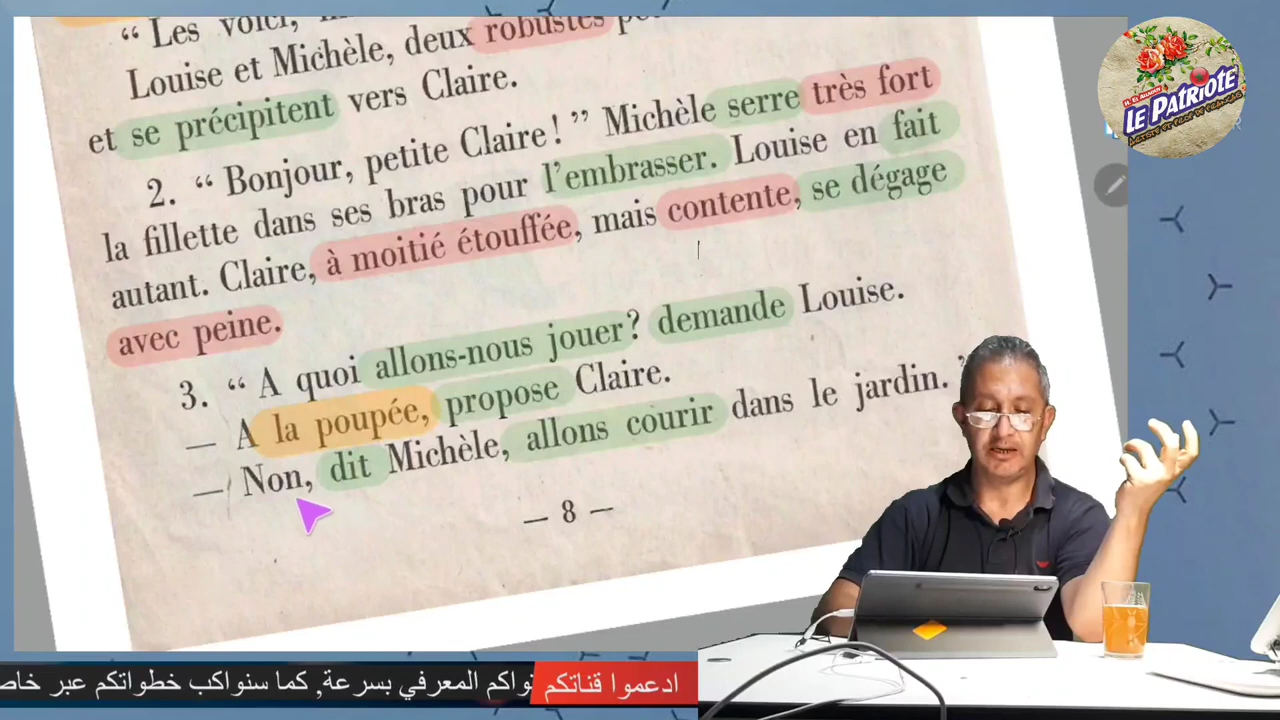 “ Les voici,
Louise et Michèle, deux robustes
et se précipitent vers Claire.
2. “ Bonjour, petite Claire ! ” Michèle serre très fort
la fillette dans ses bras pour l’embrasser. Louise en fait
autant. Claire, à moitié étouffée, mais contente, se dégage
avec peine.
3. “ A quoi allons-nous jouer ? demande Louise.
— A la poupée, propose Claire.
— Non, dit Michèle, allons courir dans le jardin. ”
— 8 —
LE PATRIOTE
ادعموا قناتكم
المعرفي بسرعة, كما سنواكب خطواتكم عبر